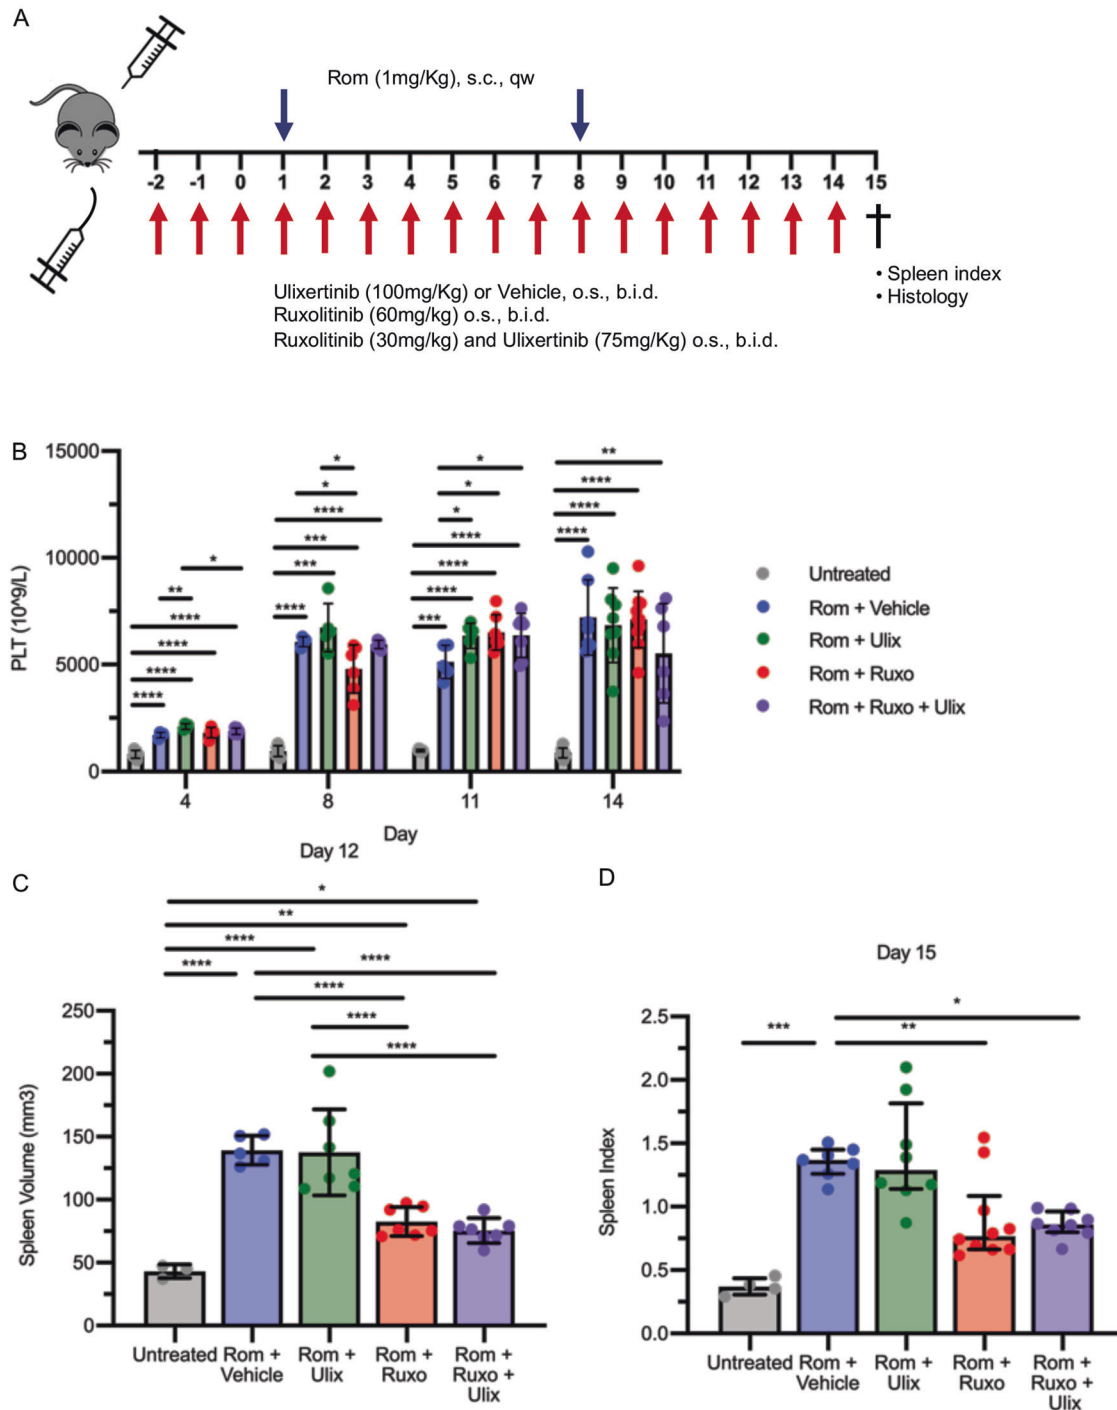 A
Rom (1mg/Kg), s.c., qw
-2 -1 0 1 2 3 4 5 6 7 8 9 10 11 12 13 14 15
• Spleen index
• Histology
Ulixertinib (100mg/Kg) or Vehicle, o.s., b.i.d.
Ruxolitinib (60mg/kg) o.s., b.i.d.
Ruxolitinib (30mg/kg) and Ulixertinib (75mg/Kg) o.s., b.i.d.
B
PLT (10^9/L)
15000
10000
5000
0
* ** **** **** **** ****
* * **** *** *** ****
* * * **** **** **** ***
** **** **** ****
4 8 11 14
Day
Untreated
Rom + Vehicle
Rom + Ulix
Rom + Ruxo
Rom + Ruxo + Ulix
C
Day 12
*
**
****
**** ****
****
****
****
Spleen Volume (mm3)
250
200
150
100
50
0
Untreated
Rom +
Vehicle
Rom +
Ulix
Rom +
Ruxo
Rom +
Ruxo +
Ulix
D
Day 15
*
*** **
Spleen Index
2.5
2.0
1.5
1.0
0.5
0.0
Untreated
Rom +
Vehicle
Rom +
Ulix
Rom +
Ruxo
Rom +
Ruxo +
Ulix